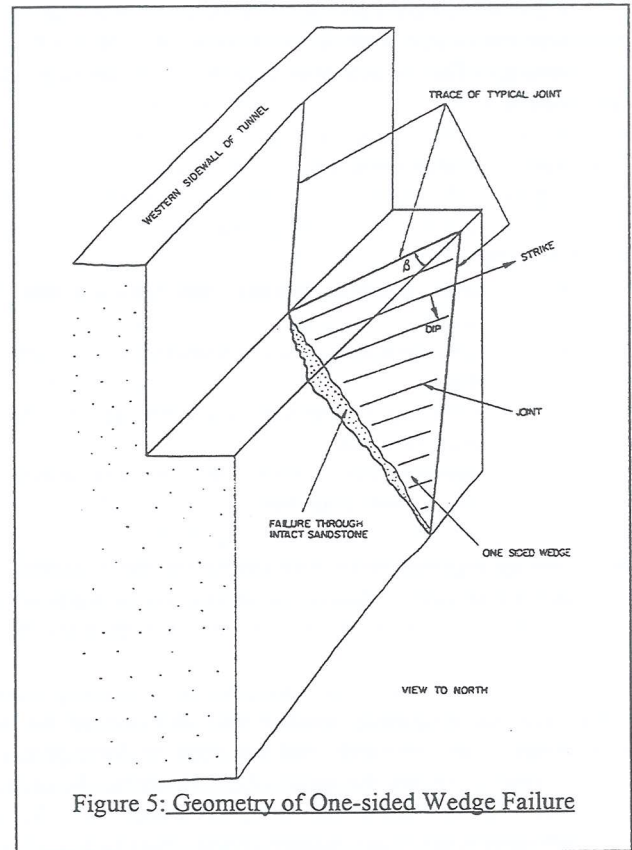 TRACE OF TYPICAL JOINT
WESTERN SIDEWALL OF TUNNEL
β
STRIKE
DIP
JOINT
FAILURE THROUGH
INTACT SANDSTONE
ONE SIDED WEDGE
VIEW TO NORTH
Figure 5: Geometry of One-sided Wedge Failure